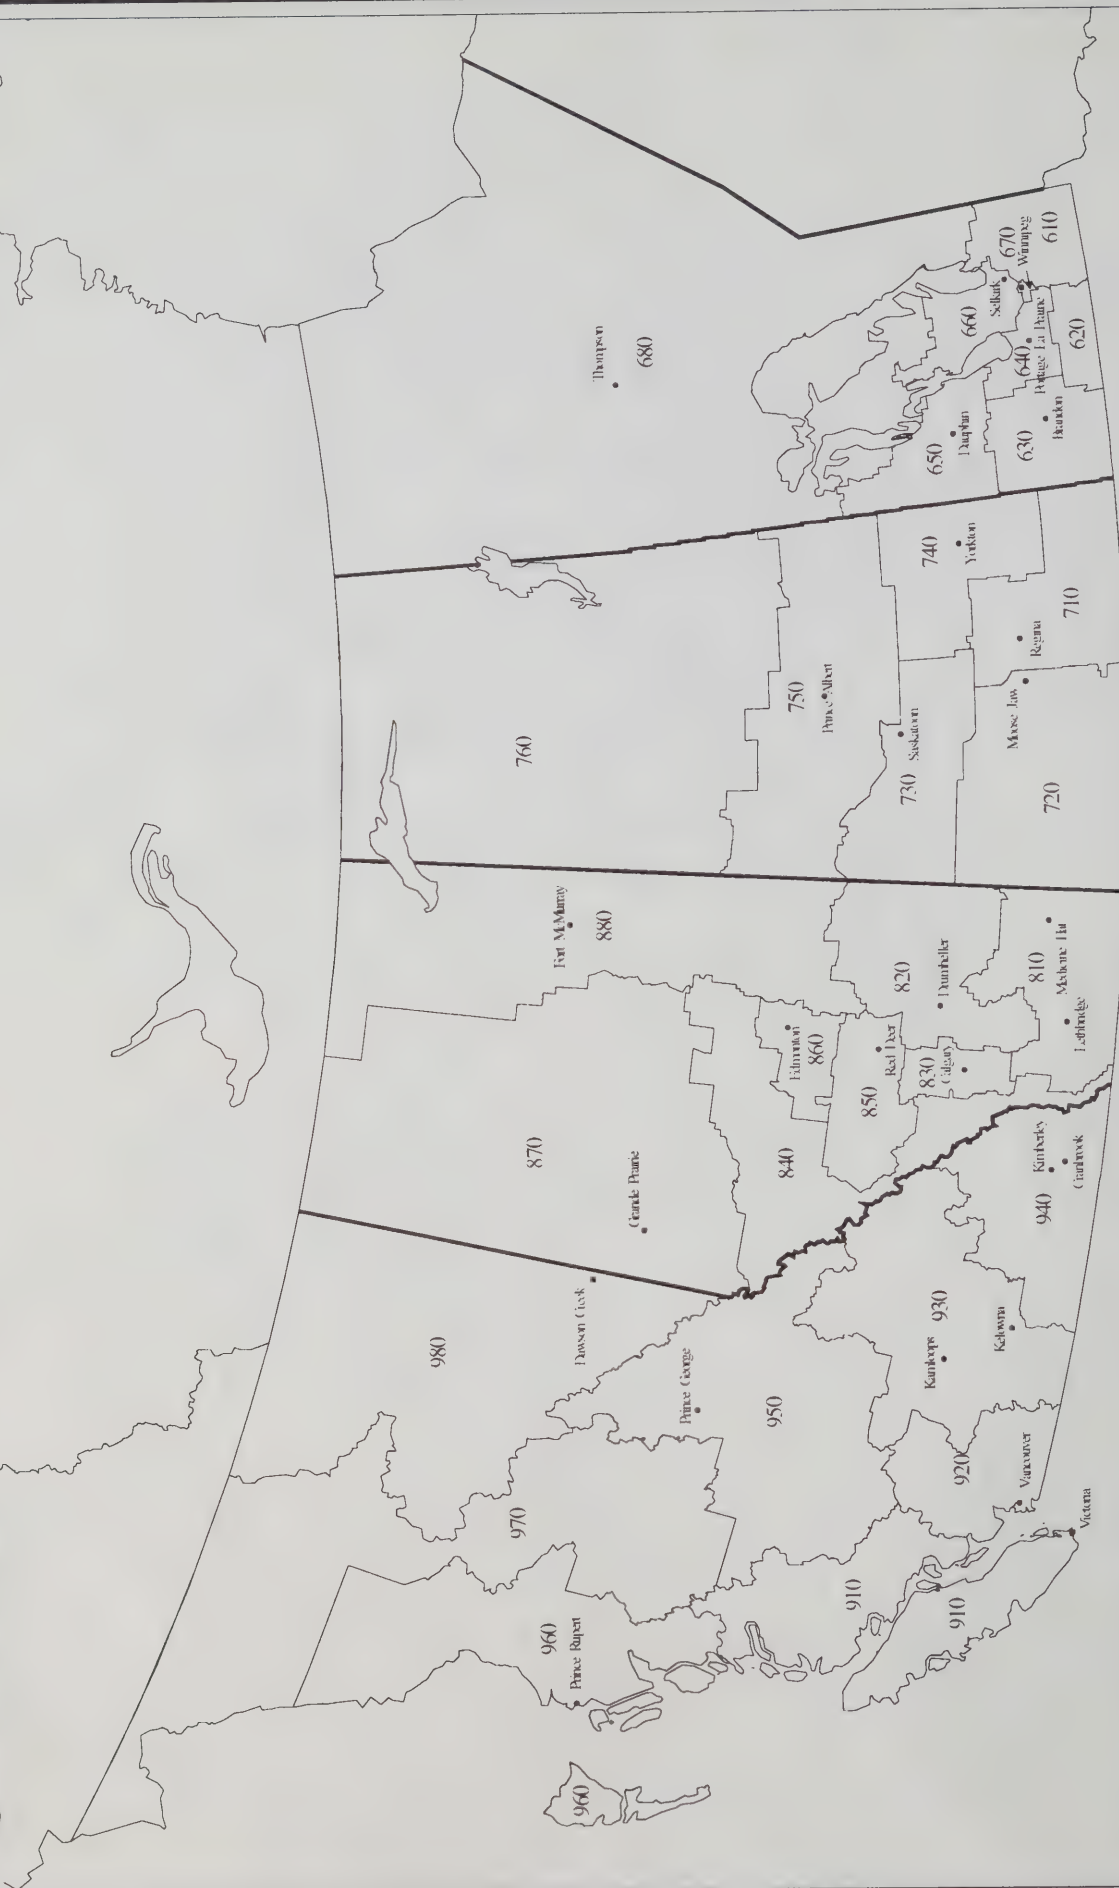 960
960
Prince Rupert
970
980
Dawson Creek
Prince George
950
910
910
920
Vancouver
Victoria
Kamloops
930
Kelowna
940
Kimberley
Cranbrook
870
Grande Prairie
880
Fort McMurray
840
Edmonton
860
850
Red Deer
830
Calgary
820
Drumheller
810
Medicine Hat
Lethbridge
760
750
Prince Albert
730
Saskatoon
740
Yorkton
720
Moose Jaw
Regina
710
680
Thompson
650
Dauphin
630
Brandon
640
Portage La Prairie
660
Selkirk
670
Winnipeg
620
610